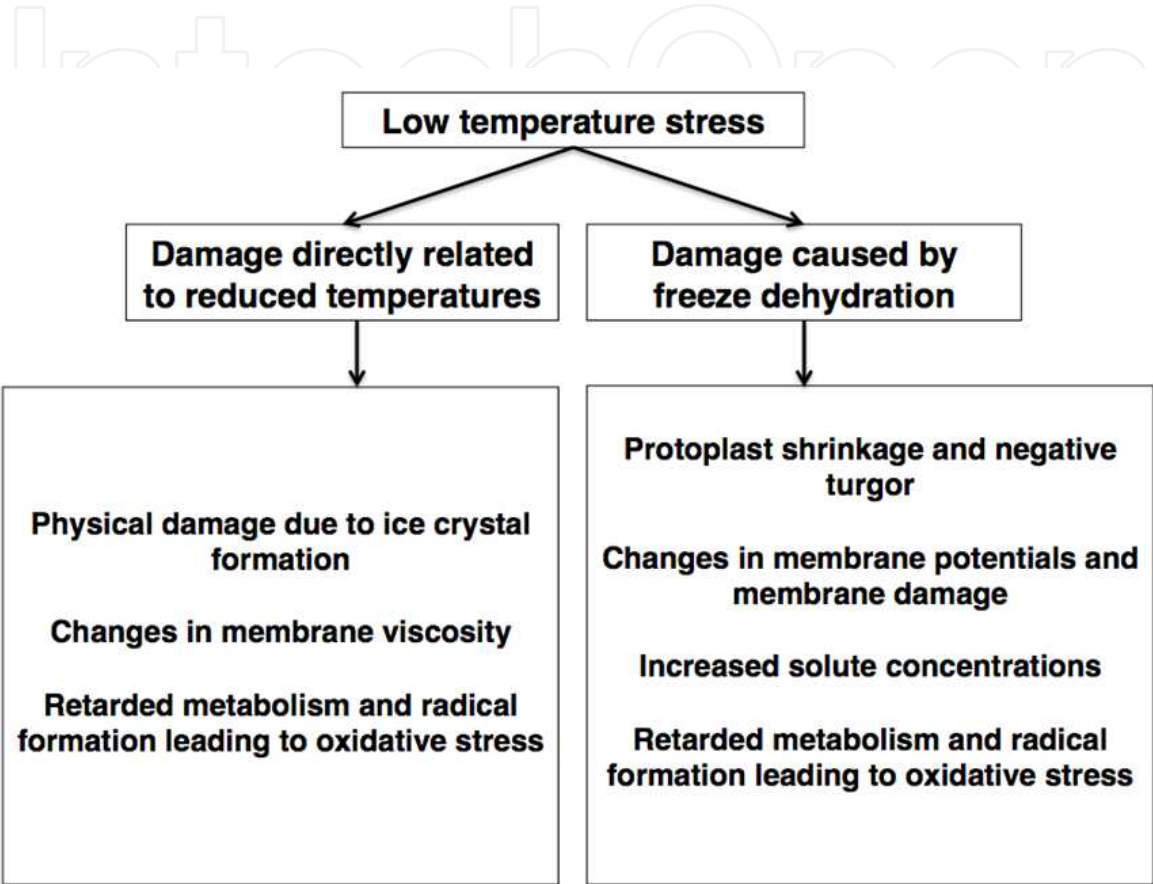 IntechOpen
Low temperature stress
Damage directly related
to reduced temperatures
Damage caused by
freeze dehydration
Physical damage due to ice crystal
formation
Changes in membrane viscosity
Retarded metabolism and radical
formation leading to oxidative stress
Protoplast shrinkage and negative
turgor
Changes in membrane potentials and
membrane damage
Increased solute concentrations
Retarded metabolism and radical
formation leading to oxidative stress